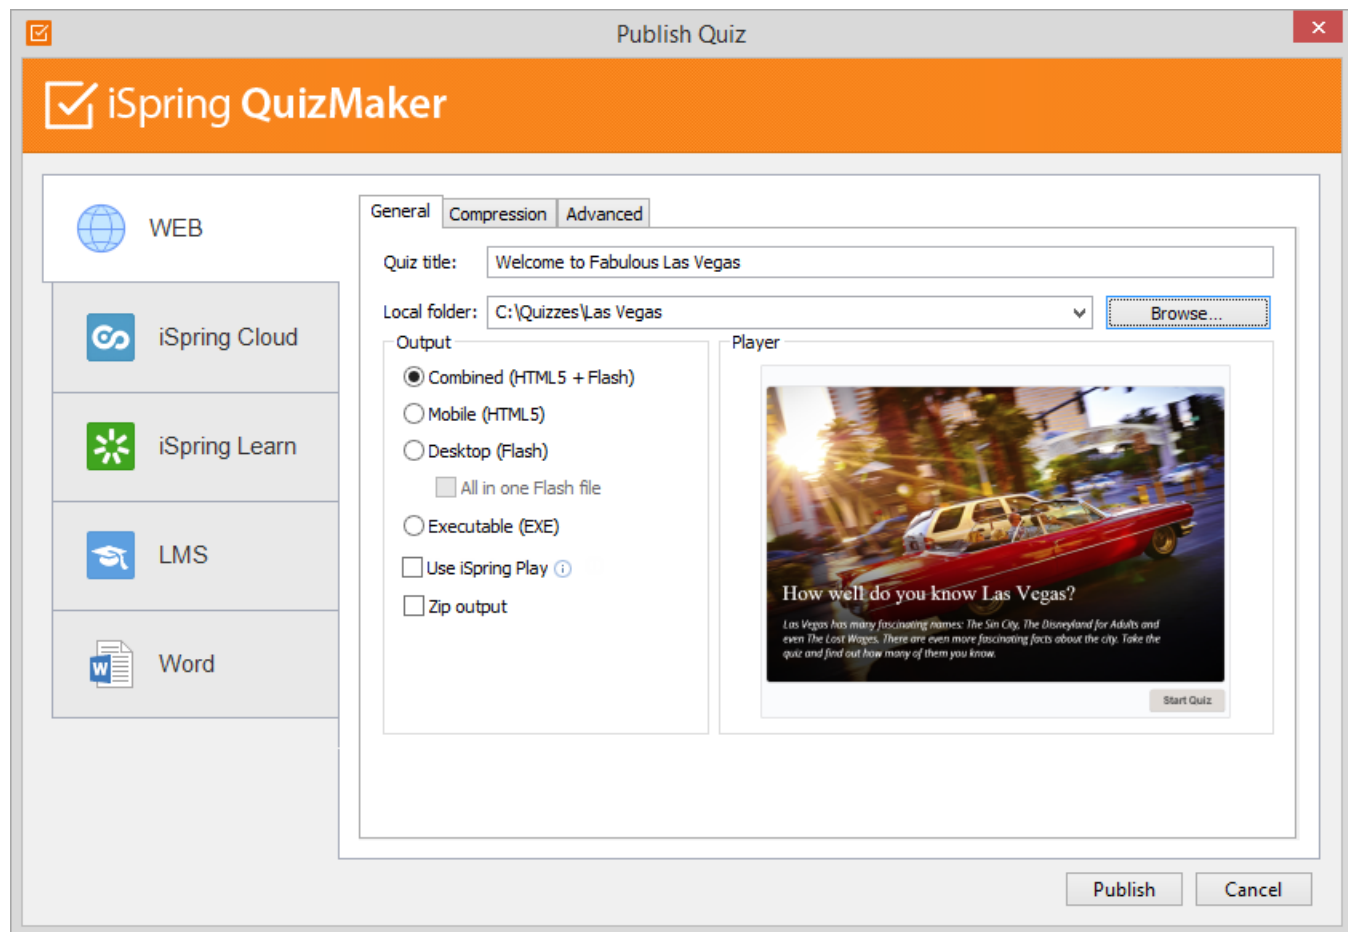 Publish Quiz
iSpring QuizMaker
WEB
iSpring Cloud
iSpring Learn
LMS
W
Word
General Compression Advanced
Quiz title: Welcome to Fabulous Las Vegas
Local folder: C:\Quizzes\Las Vegas Browse...
Output
Combined (HTML5 + Flash)
Mobile (HTML5)
Desktop (Flash)
All in one Flash file
Executable (EXE)
Use iSpring Play i
Zip output
Player
How well do you know Las Vegas?
Las Vegas has many fascinating names: The Sin City, The Disneyland for Adults and
even The Lost Wages. There are even more fascinating facts about the city. Take the
quiz and find out how many of them you know.
Start Quiz
Publish Cancel